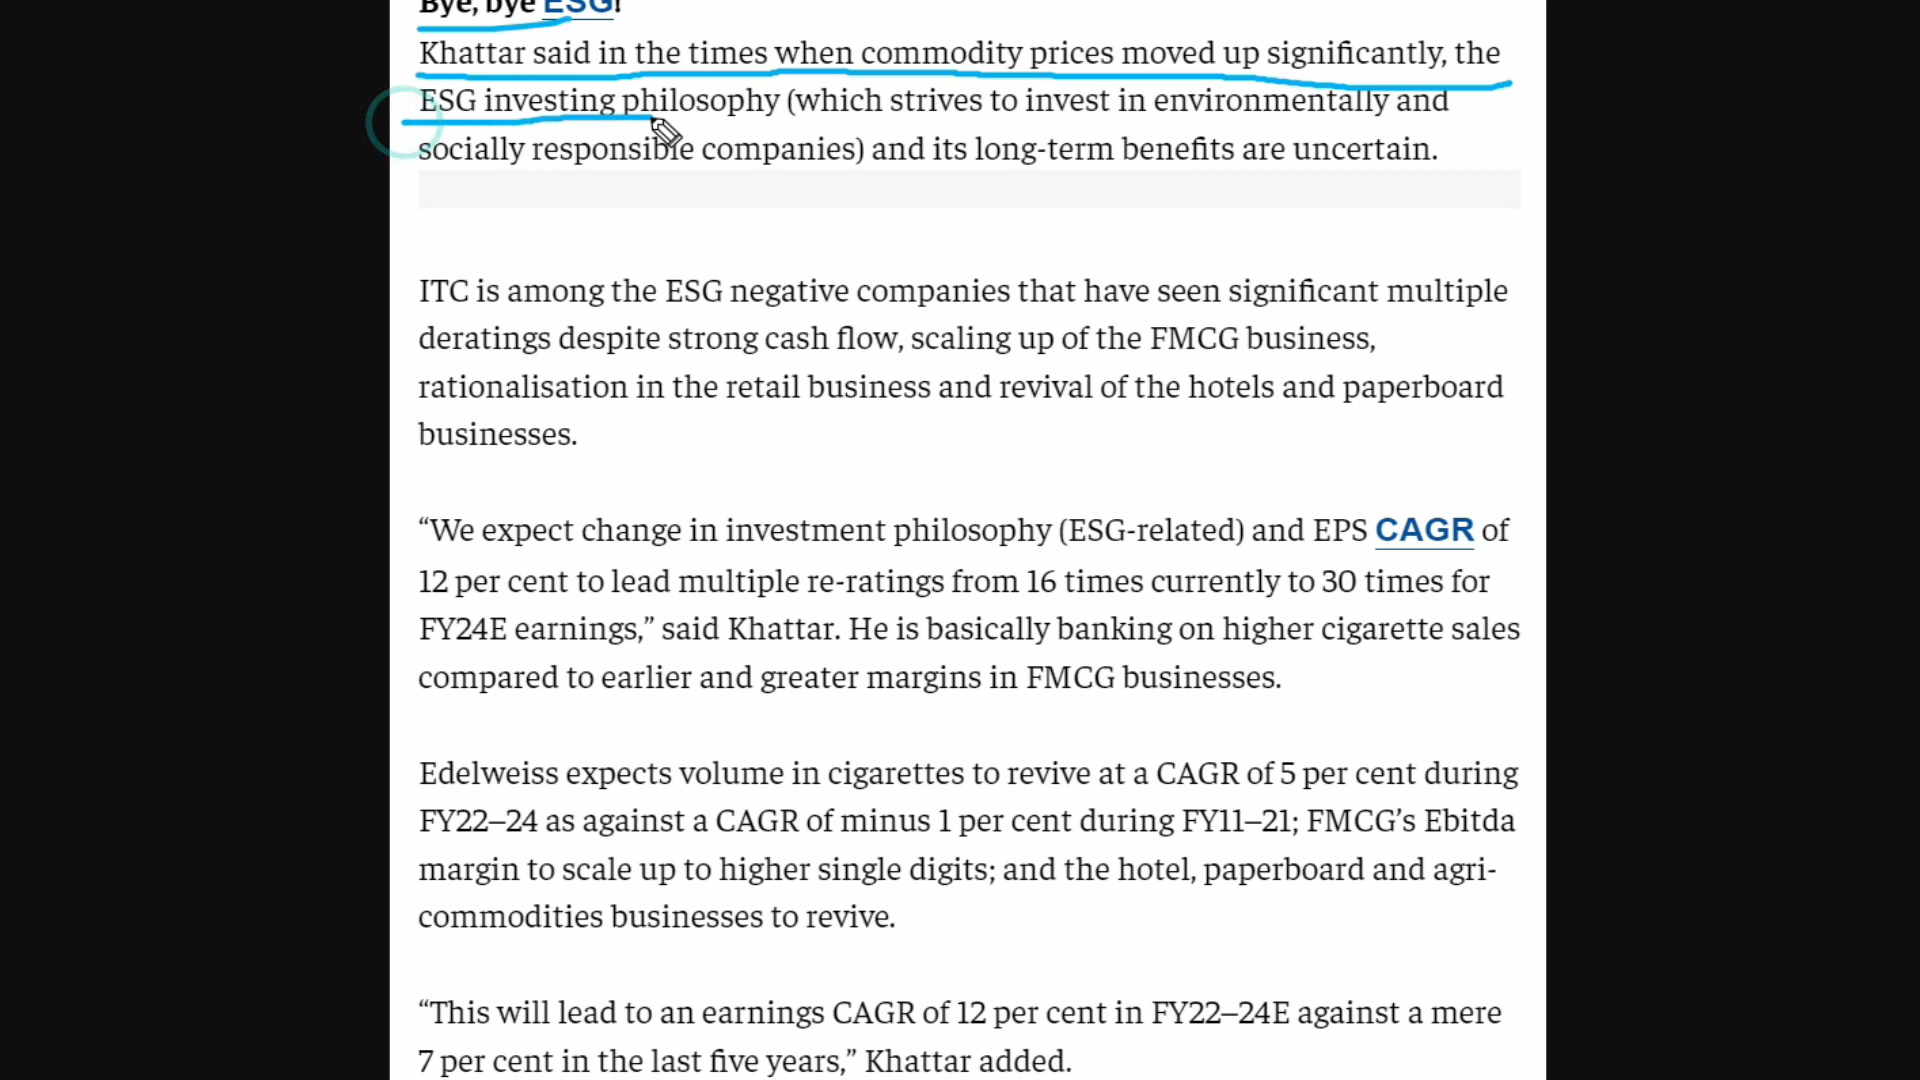 Bye, bye ESG!
Khattar said in the times when commodity prices moved up significantly, the
ESG investing philosophy (which strives to invest in environmentally and
socially responsible companies) and its long-term benefits are uncertain.
ITC is among the ESG negative companies that have seen significant multiple
deratings despite strong cash flow, scaling up of the FMCG business,
rationalisation in the retail business and revival of the hotels and paperboard
businesses.
“We expect change in investment philosophy (ESG-related) and EPS CAGR of
12 per cent to lead multiple re-ratings from 16 times currently to 30 times for
FY24E earnings,” said Khattar. He is basically banking on higher cigarette sales
compared to earlier and greater margins in FMCG businesses.
Edelweiss expects volume in cigarettes to revive at a CAGR of 5 per cent during
FY22–24 as against a CAGR of minus 1 per cent during FY11–21; FMCG’s Ebitda
margin to scale up to higher single digits; and the hotel, paperboard and agri-
commodities businesses to revive.
“This will lead to an earnings CAGR of 12 per cent in FY22–24E against a mere
7 per cent in the last five years,” Khattar added.